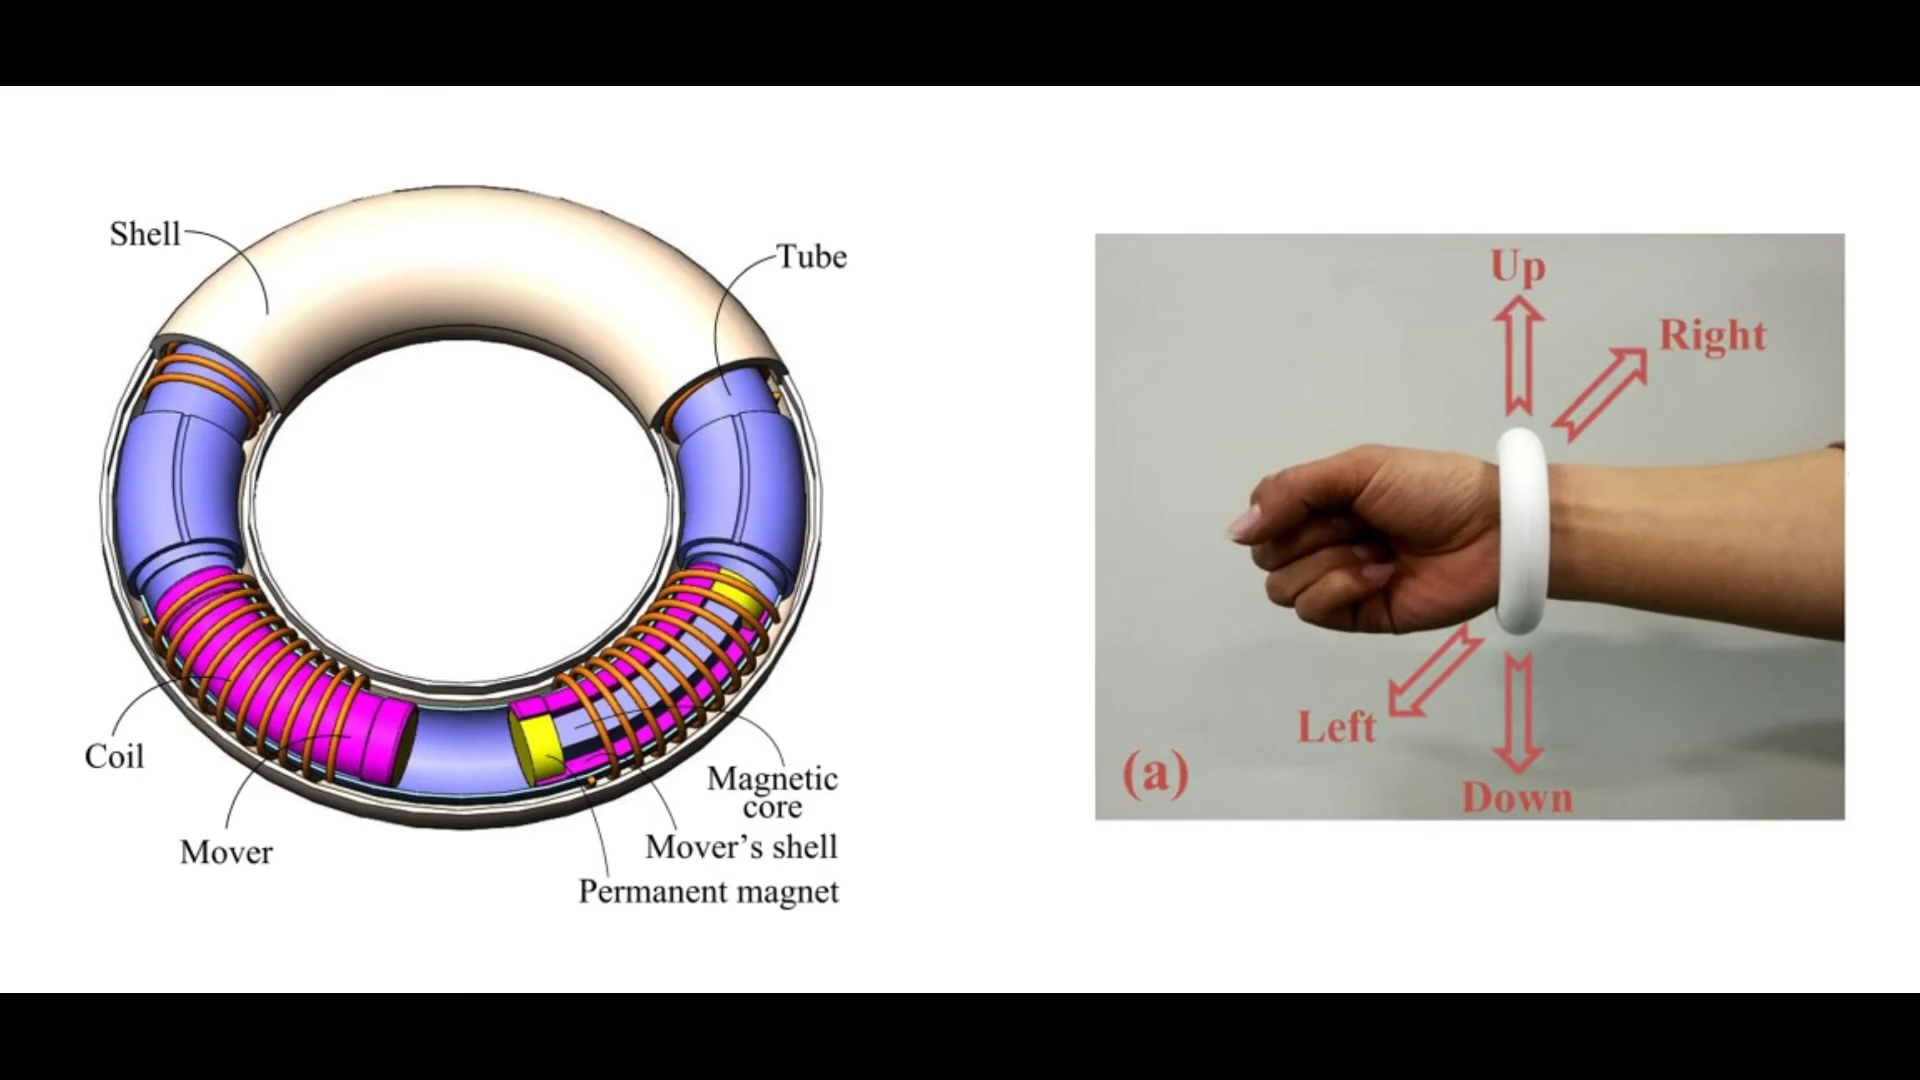 Shell
Tube
Coil
Mover
Magnetic
core
Mover's shell
Permanent magnet
Up
Right
Left
Down
(a)